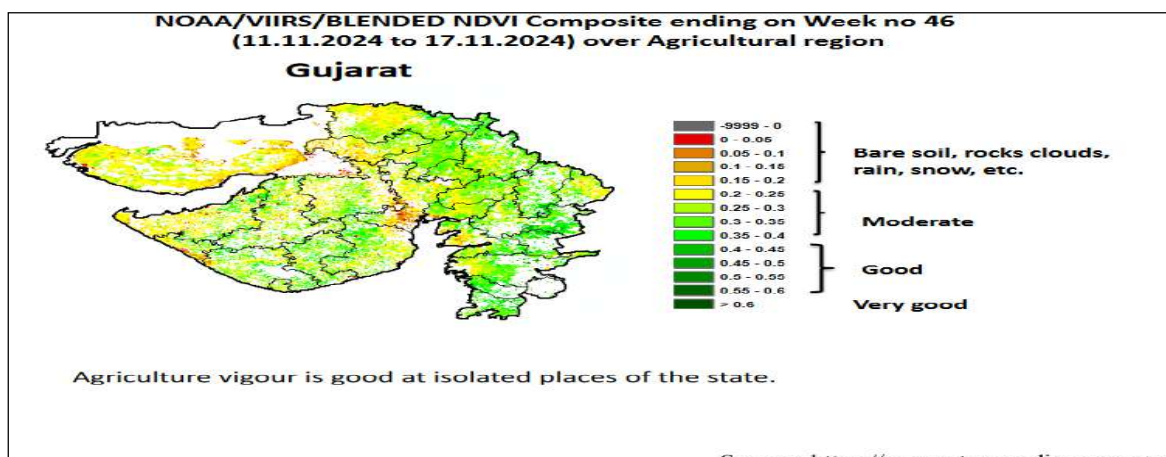 NOAA/VIIRS/BLENDED NDVI Composite ending on Week no 46
(11.11.2024 to 17.11.2024) over Agricultural region
Gujarat
-9999 - 0
0 - 0.05
0.05 - 0.1
0.1 - 0.15
0.15 - 0.2
0.2 - 0.25
0.25 - 0.3
0.3 - 0.35
0.35 - 0.4
0.4 - 0.45
0.45 - 0.5
0.5 - 0.55
0.55 - 0.6
> 0.6
Bare soil, rocks clouds,
rain, snow, etc.
Moderate
Good
Very good
Agriculture vigour is good at isolated places of the state.